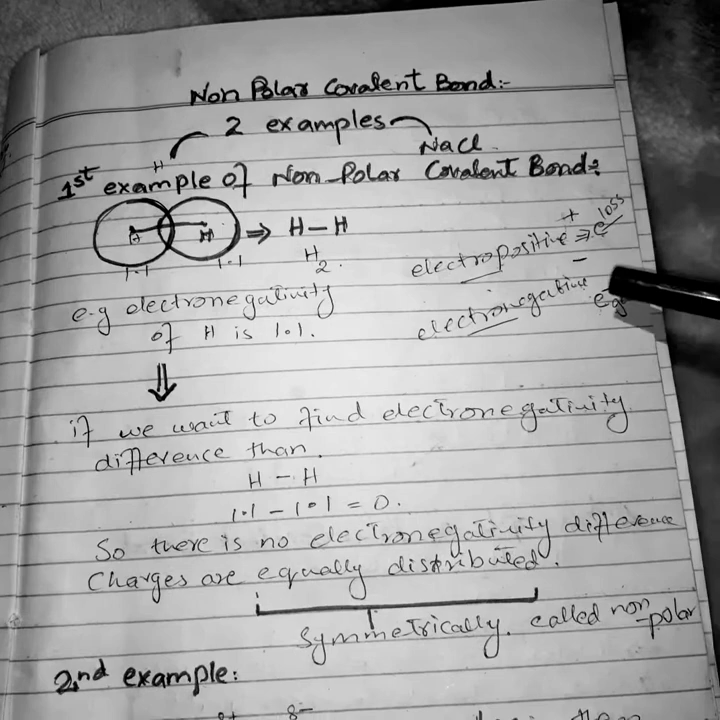 Non Polar Covalent Bond:-
2 examples
H
NaCl.
1st example of Non-Polar Covalent Bond:
H H ⇒ H-H
1.1 1.1
H2.
electropositive + ⇒ e loss
e.g electronegativity
of H is 1.1.
electronegative -
⇓
if we want to find electronegativity
difference than.
H - H
1.1 - 1.1 = 0.
So there is no electronegativity difference
Charges are equally distributed.
Symmetrically. called non-polar
2nd example: